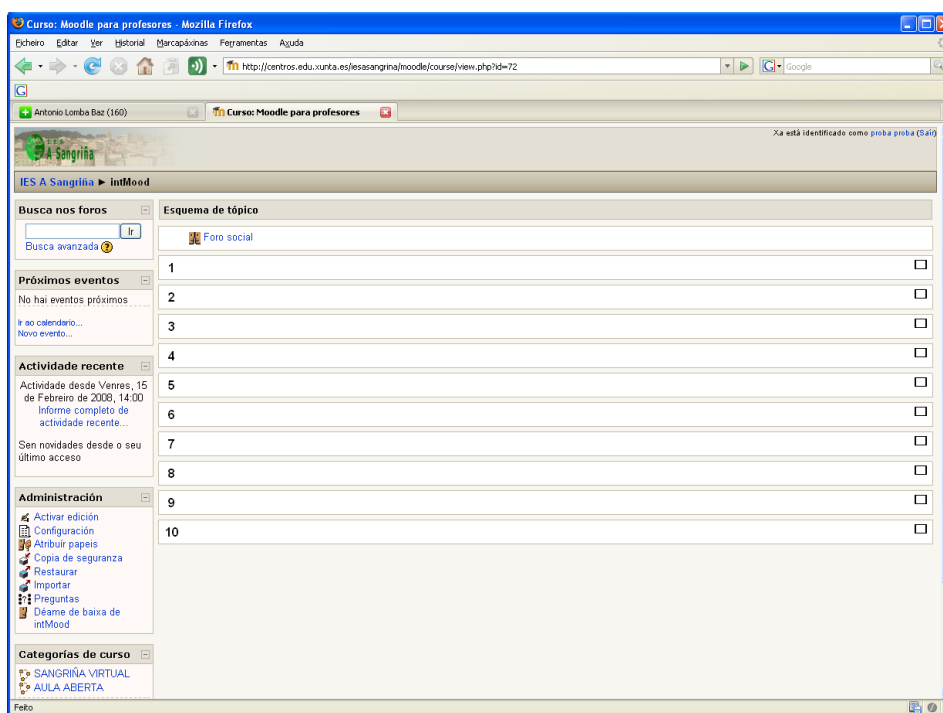 Curso: Moodle para profesores - Mozilla Firefox
Eicheiro Editar Ver Historial Marcapáxinas Ferramentas Axuda
http://centros.edu.xunta.es/iesasangrina/moodle/course/view.php?id=72
Google
Antonio Lomba Baz (160)
Curso: Moodle para profesores
I E S
A Sangriña
Xa está identificado como proba proba (Saír)
IES A Sangriña ► intMood
Busca nos foros
Ir
Busca avanzada
Próximos eventos
No hai eventos próximos
Ir ao calendario...
Novo evento...
Actividade recente
Actividade desde Venres, 15
de Febreiro de 2008, 14:00
Informe completo de
actividade recente...
Sen novidades desde o seu
último acceso
Administración
Activar edición
Configuración
Atribuír papeis
Copia de seguranza
Restaurar
Importar
Preguntas
Déame de baixa de
intMood
Categorías de curso
SANGRIÑA VIRTUAL
AULA ABERTA
Esquema de tópico
Foro social
1
2
3
4
5
6
7
8
9
10
Feito